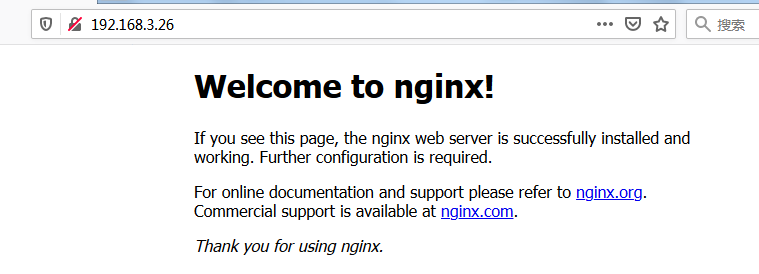 192.168.3.26
搜索
Welcome to nginx!
If you see this page, the nginx web server is successfully installed and
working. Further configuration is required.
For online documentation and support please refer to nginx.org.
Commercial support is available at nginx.com.
Thank you for using nginx.